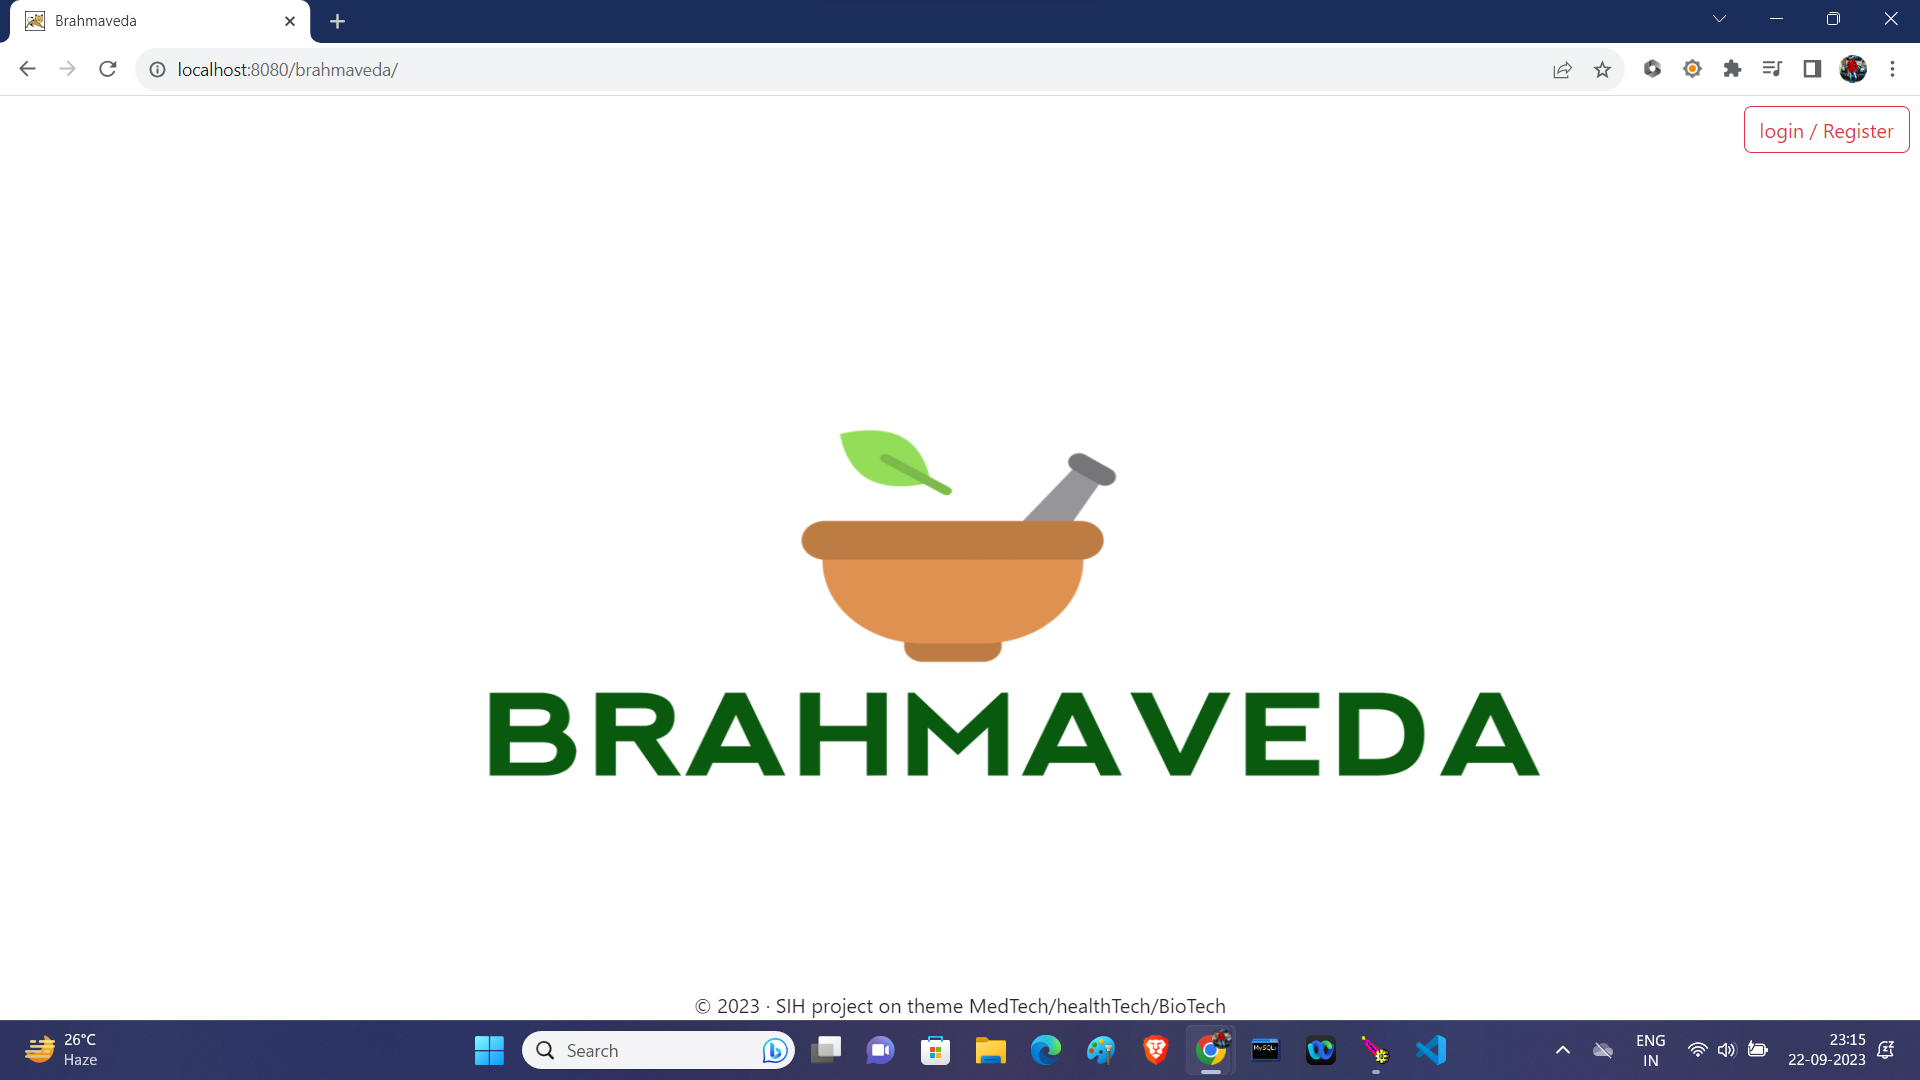 Brahmaveda
localhost:8080/brahmaveda/
login / Register
BRAHMAVEDA
© 2023 · SIH project on theme MedTech/healthTech/BioTech
26°C
Haze
Search
MySQL
ENG
IN
23:15
22-09-2023